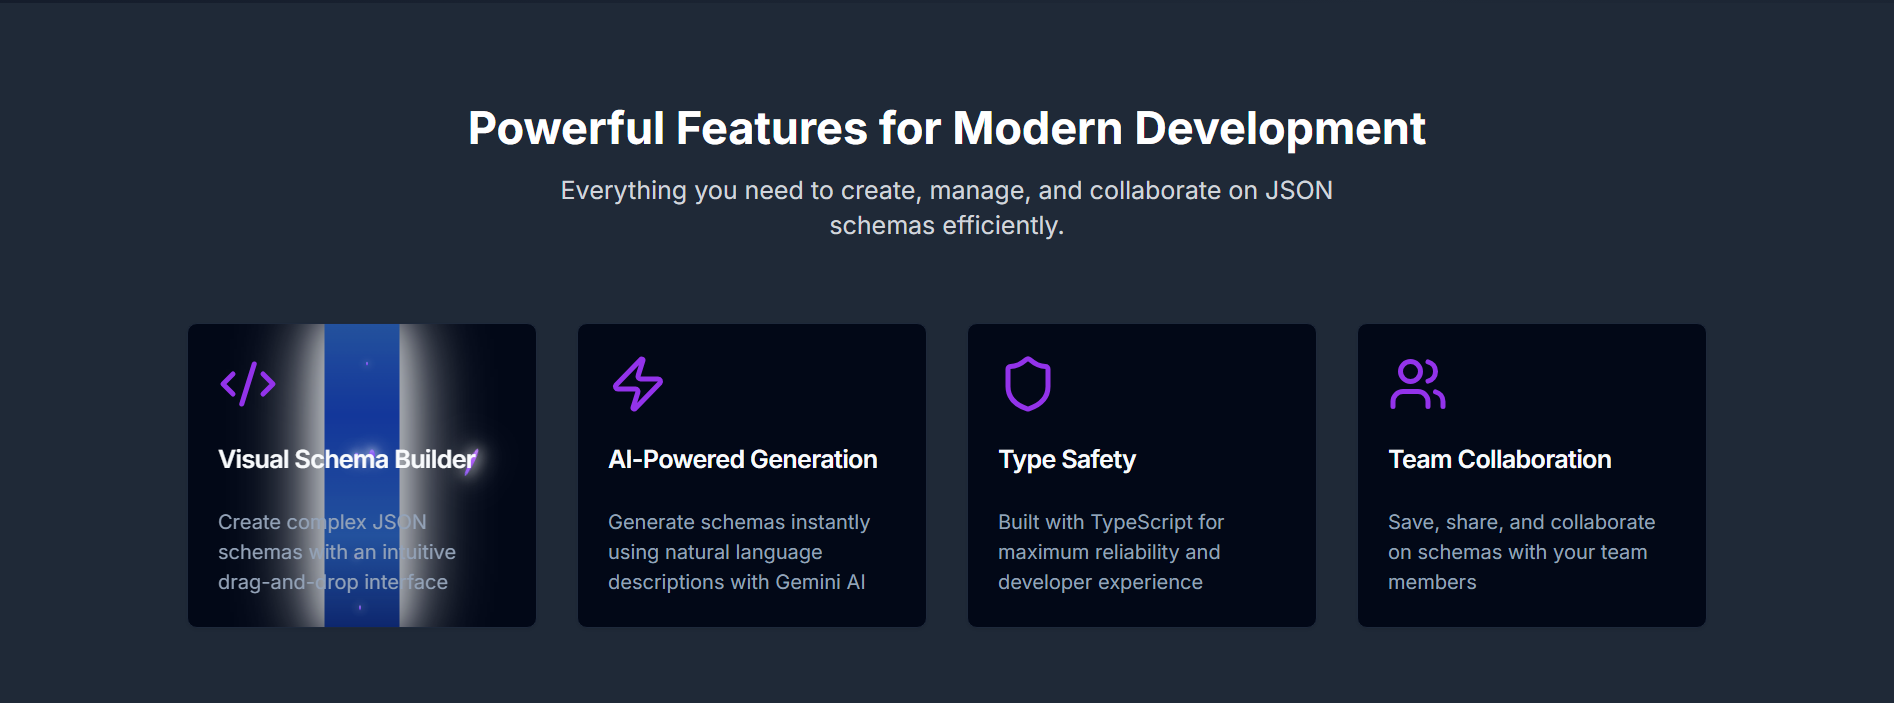 Powerful Features for Modern Development
Everything you need to create, manage, and collaborate on JSON
schemas efficiently.
Visual Schema Builder
Create complex JSON
schemas with an intuitive
drag-and-drop interface
AI-Powered Generation
Generate schemas instantly
using natural language
descriptions with Gemini AI
Type Safety
Built with TypeScript for
maximum reliability and
developer experience
Team Collaboration
Save, share, and collaborate
on schemas with your team
members